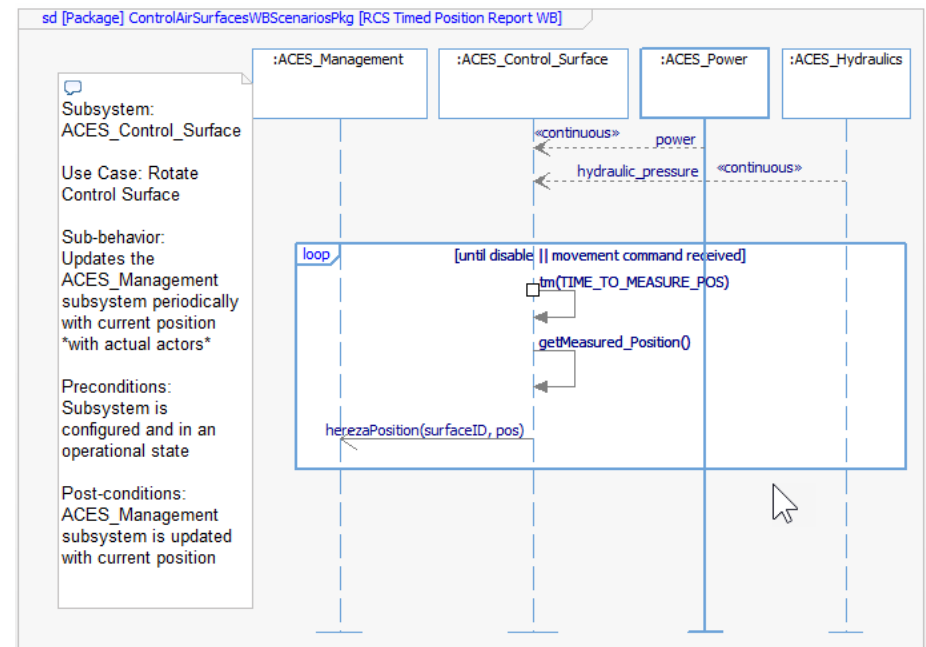 sd [Package] ControlAirSurfacesWBScenariosPkg [RCS Timed Position Report WB]
:ACES_Management
:ACES_Control_Surface
:ACES_Power
:ACES_Hydraulics
Subsystem:
ACES_Control_Surface
Use Case: Rotate
Control Surface
Sub-behavior:
Updates the
ACES_Management
subsystem periodically
with current position
*with actual actors*
Preconditions:
Subsystem is
configured and in an
operational state
Post-conditions:
ACES_Management
subsystem is updated
with current position
«continuous»
power
hydraulic_pressure
«continuous»
loop
[until disable || movement command received]
tm(TIME_TO_MEASURE_POS)
getMeasured_Position()
herezaPosition(surfaceID, pos)